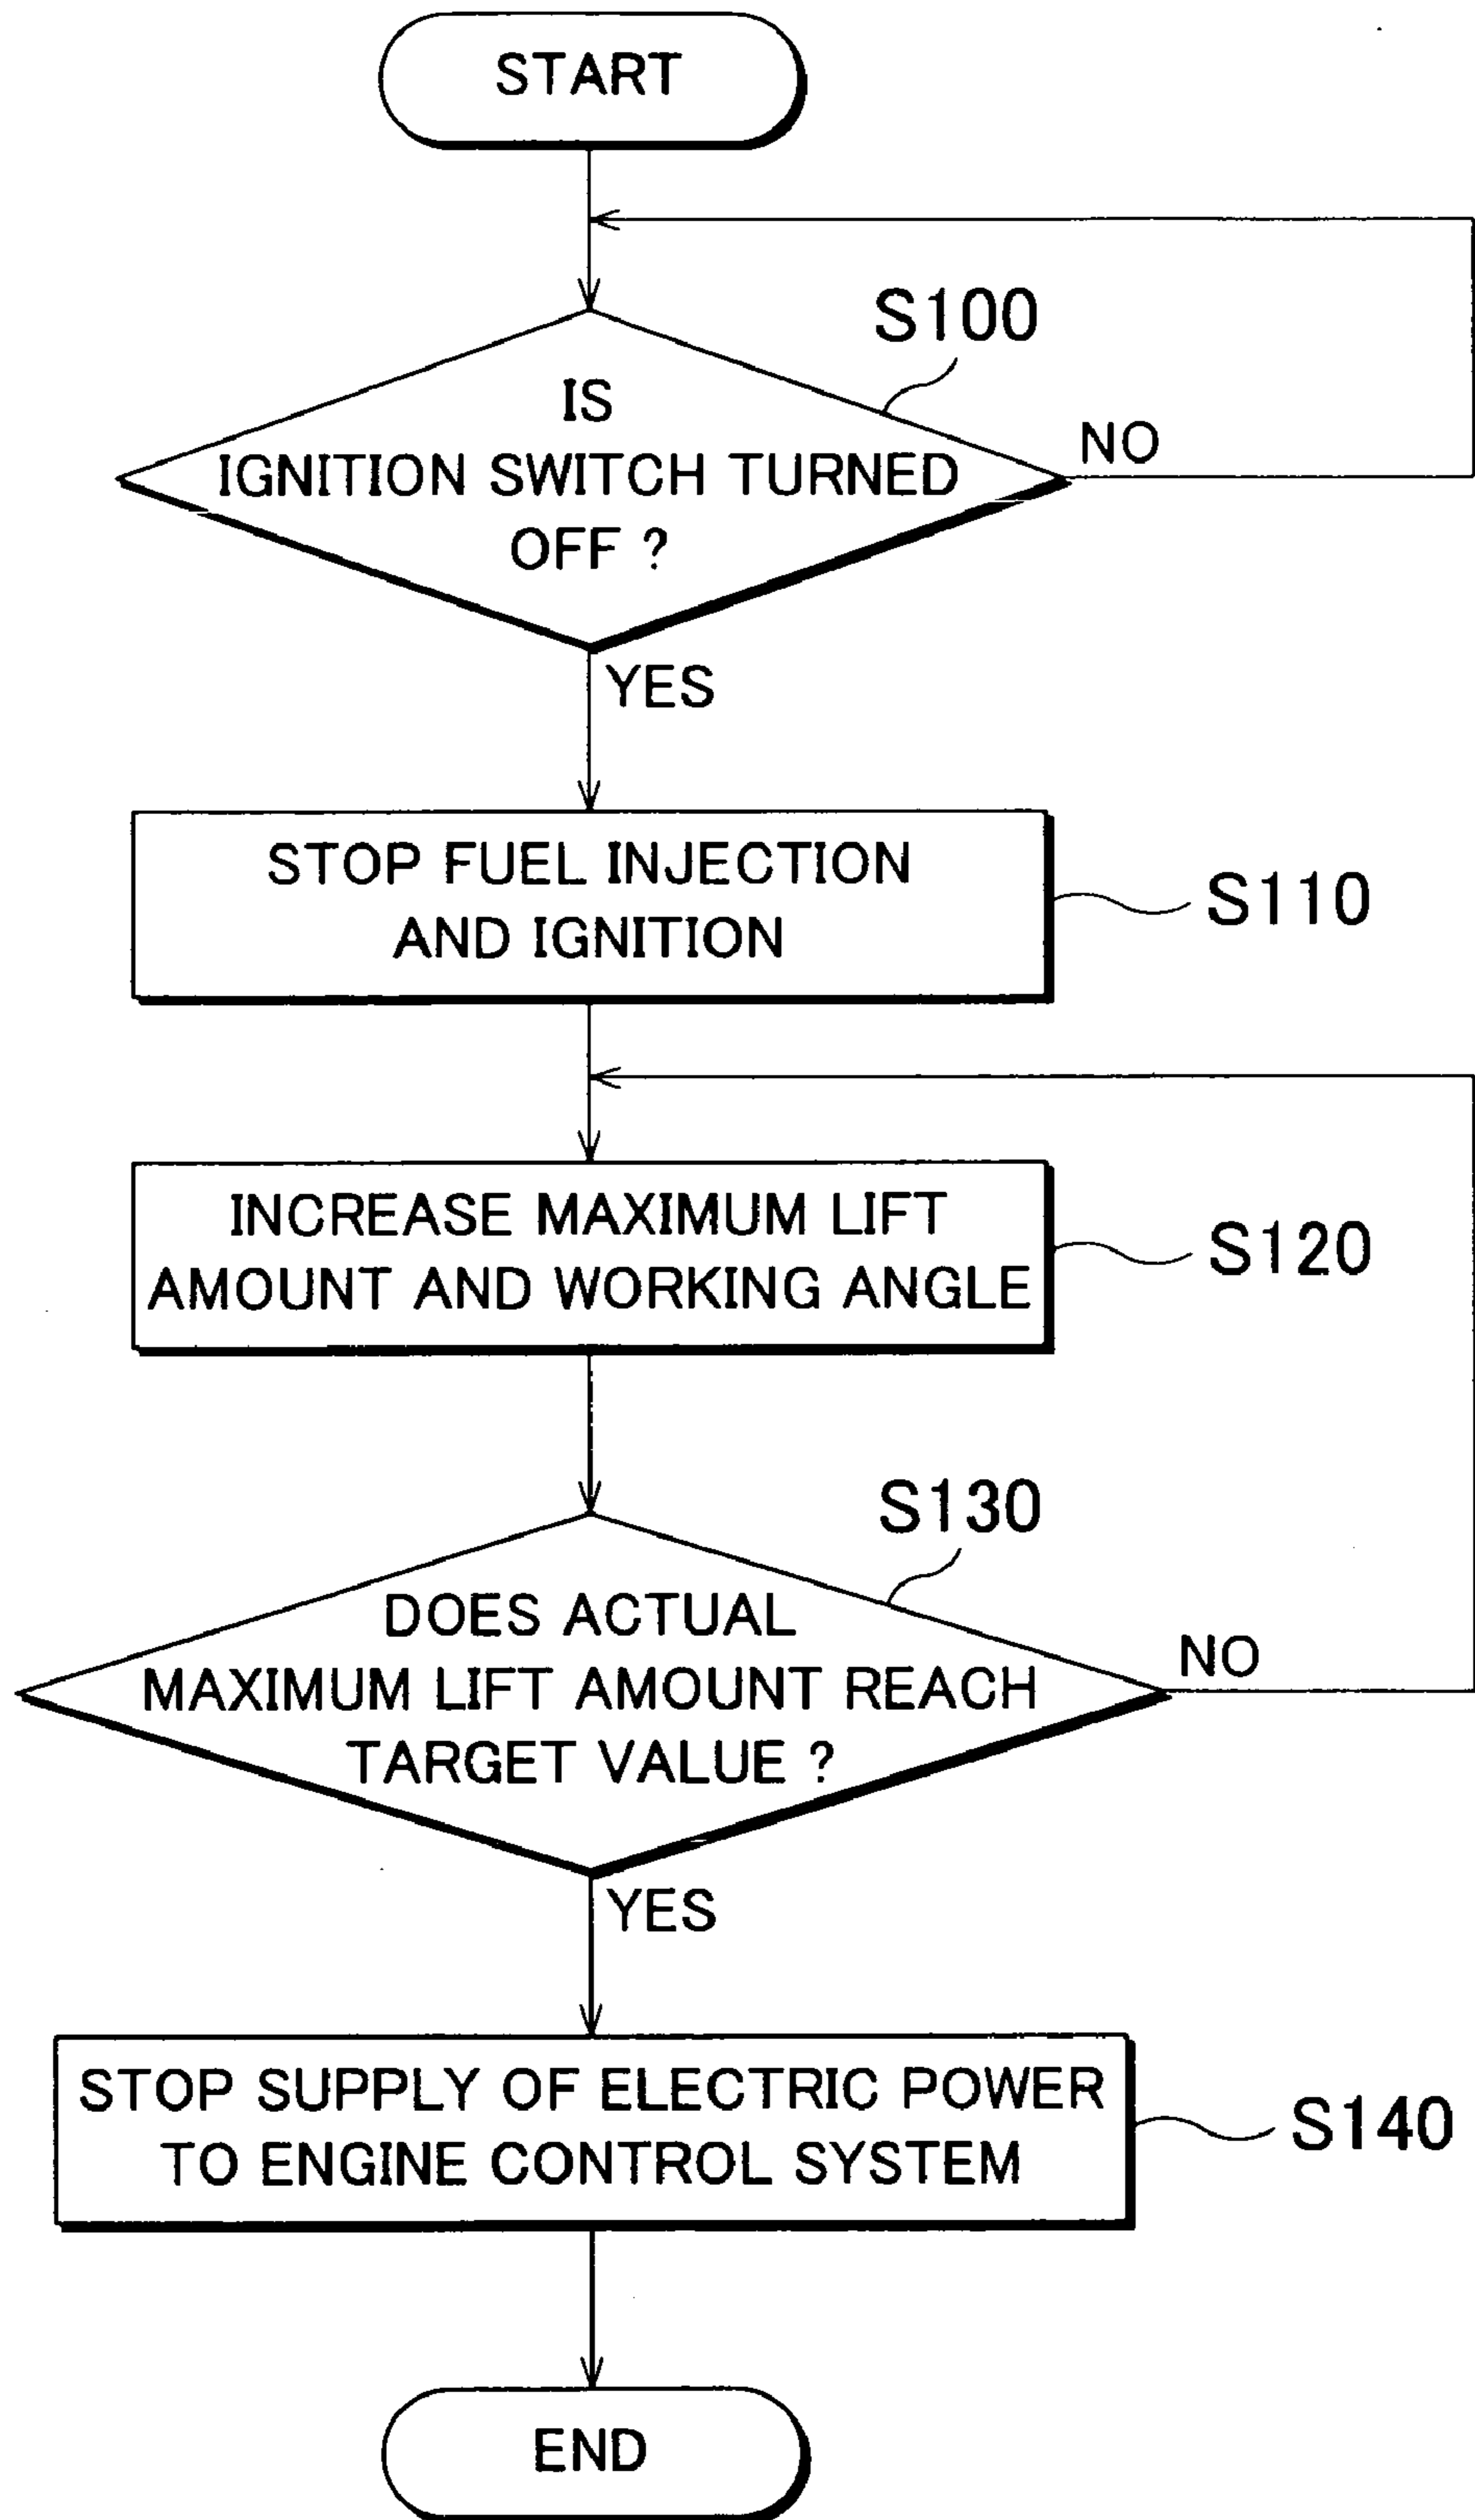 START
S100
IS
IGNITION SWITCH TURNED
OFF ?
NO
YES
STOP FUEL INJECTION
AND IGNITION
S110
INCREASE MAXIMUM LIFT
AMOUNT AND WORKING ANGLE
S120
S130
DOES ACTUAL
MAXIMUM LIFT AMOUNT REACH
TARGET VALUE ?
NO
YES
STOP SUPPLY OF ELECTRIC POWER
TO ENGINE CONTROL SYSTEM
S140
END